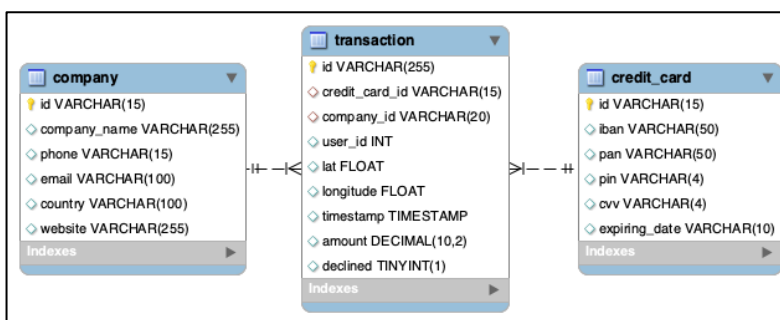 company
id VARCHAR(15)
company_name VARCHAR(255)
phone VARCHAR(15)
email VARCHAR(100)
country VARCHAR(100)
website VARCHAR(255)
Indexes
transaction
id VARCHAR(255)
credit_card_id VARCHAR(15)
company_id VARCHAR(20)
user_id INT
lat FLOAT
longitude FLOAT
timestamp TIMESTAMP
amount DECIMAL(10,2)
declined TINYINT(1)
Indexes
credit_card
id VARCHAR(15)
iban VARCHAR(50)
pan VARCHAR(50)
pin VARCHAR(4)
cvv VARCHAR(4)
expiring_date VARCHAR(10)
Indexes